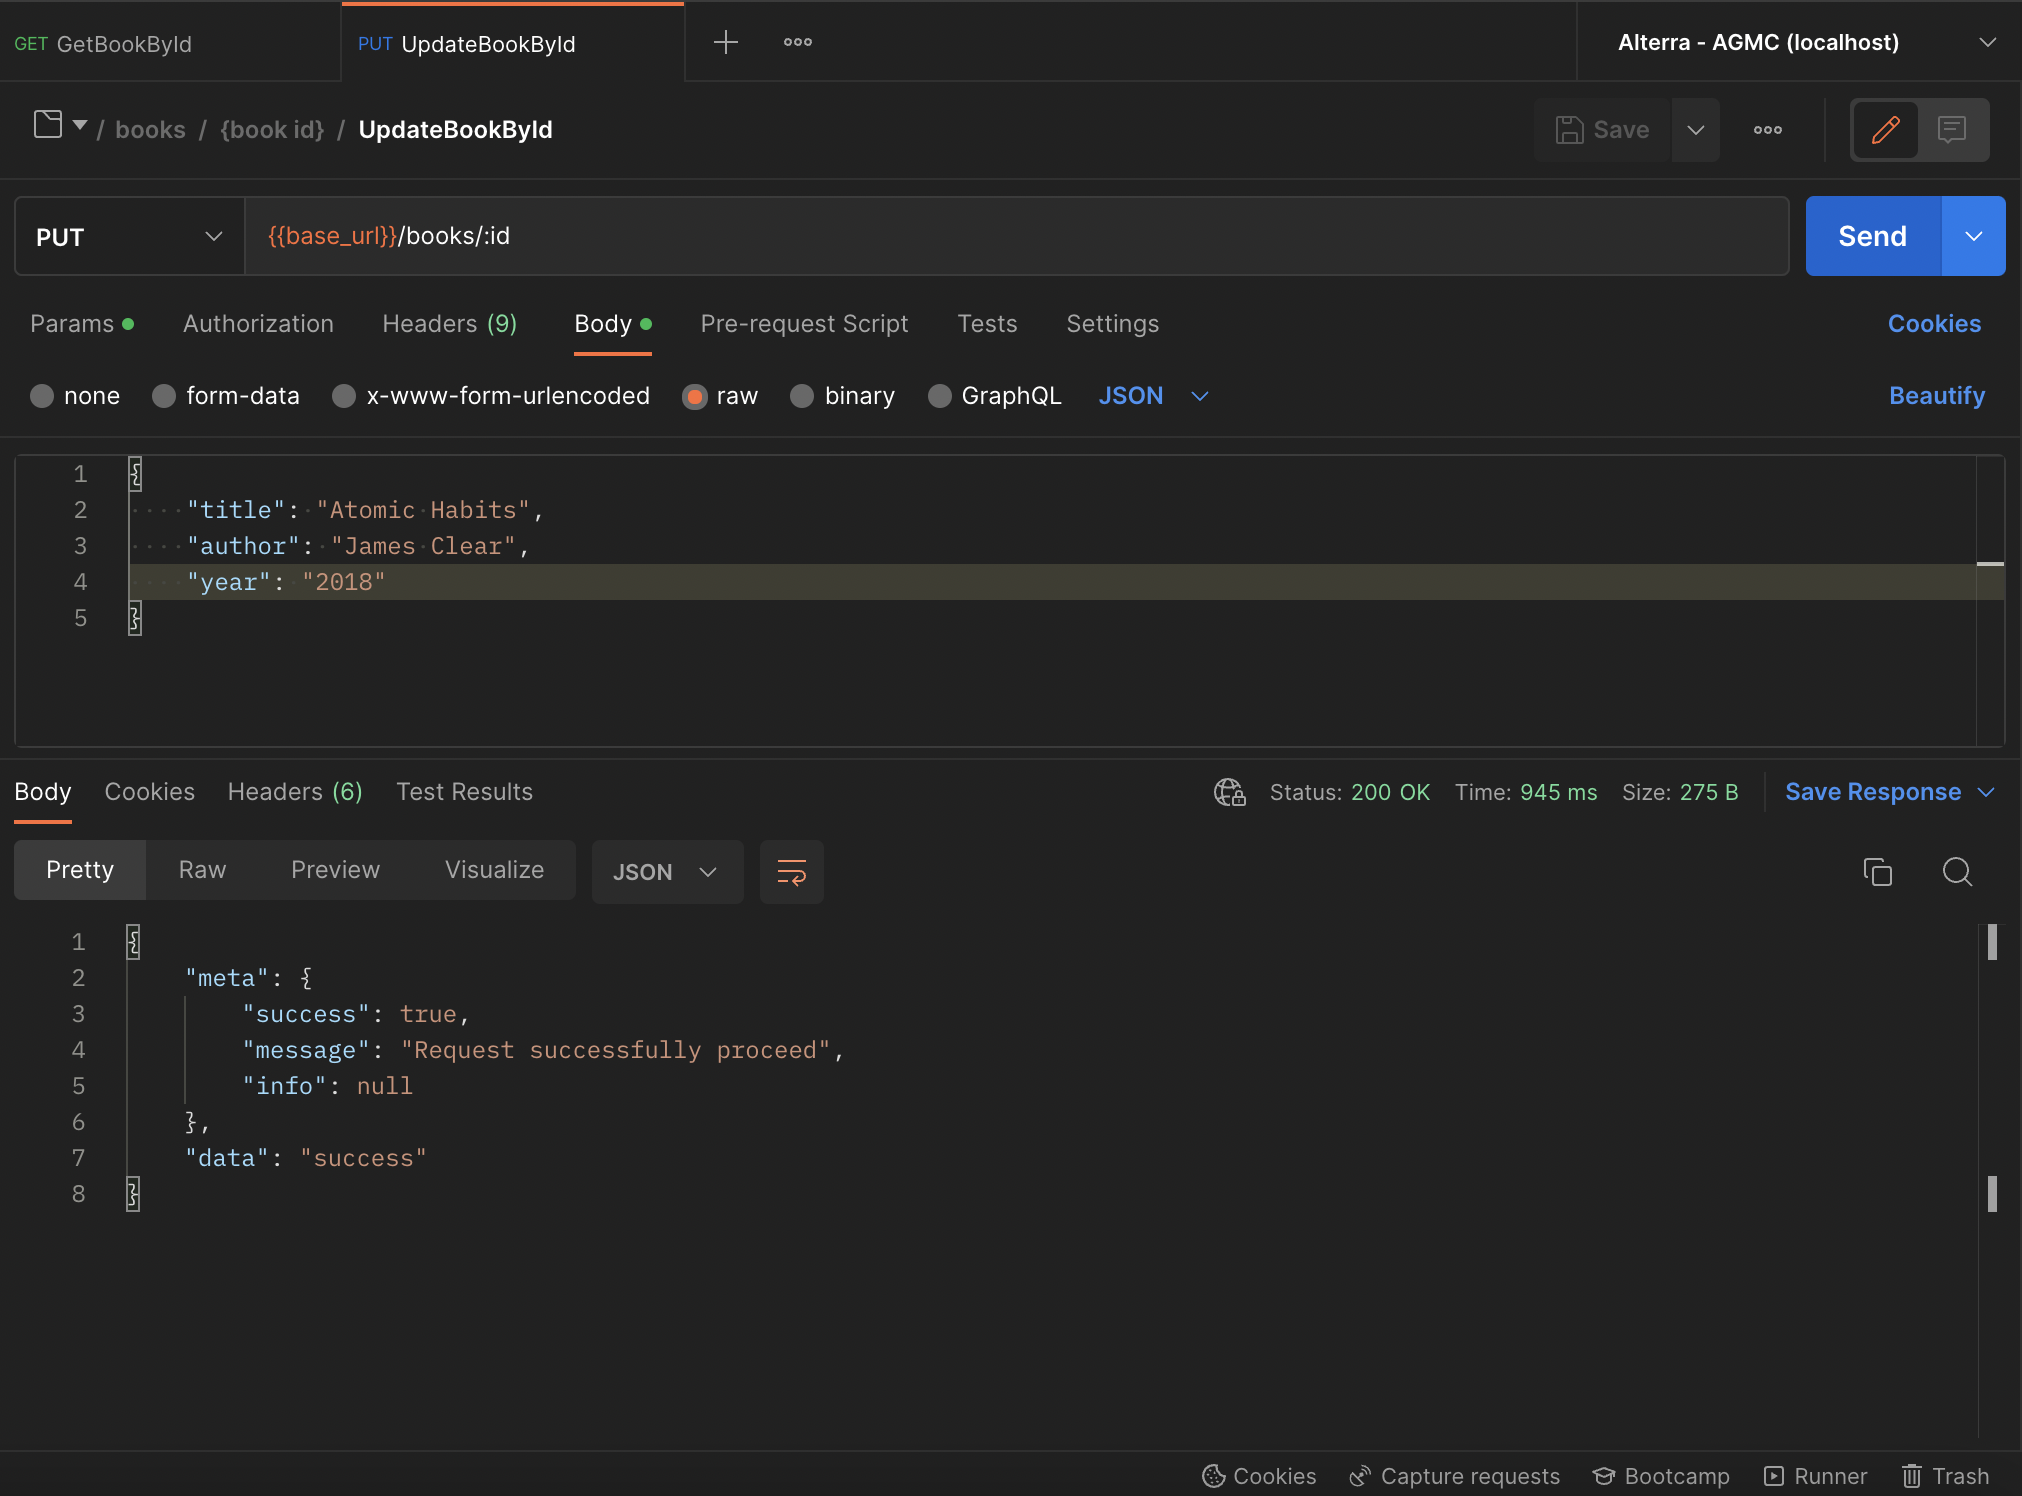 GET GetBookById PUT UpdateBookById Alterra - AGMC (localhost)
/ books / {book id} / UpdateBookById Save
PUT {{base_url}}/books/:id Send
Params Authorization Headers (9) Body Pre-request Script Tests Settings Cookies
none form-data x-www-form-urlencoded raw binary GraphQL JSON Beautify
1 {
2 "title": "Atomic Habits",
3 "author": "James Clear",
4 "year": "2018"
5 }
Body Cookies Headers (6) Test Results Status: 200 OK Time: 945 ms Size: 275 B Save Response
Pretty Raw Preview Visualize JSON
1 {
2 "meta": {
3 "success": true,
4 "message": "Request successfully proceed",
5 "info": null
6 },
7 "data": "success"
8 }
Cookies Capture requests Bootcamp Runner Trash